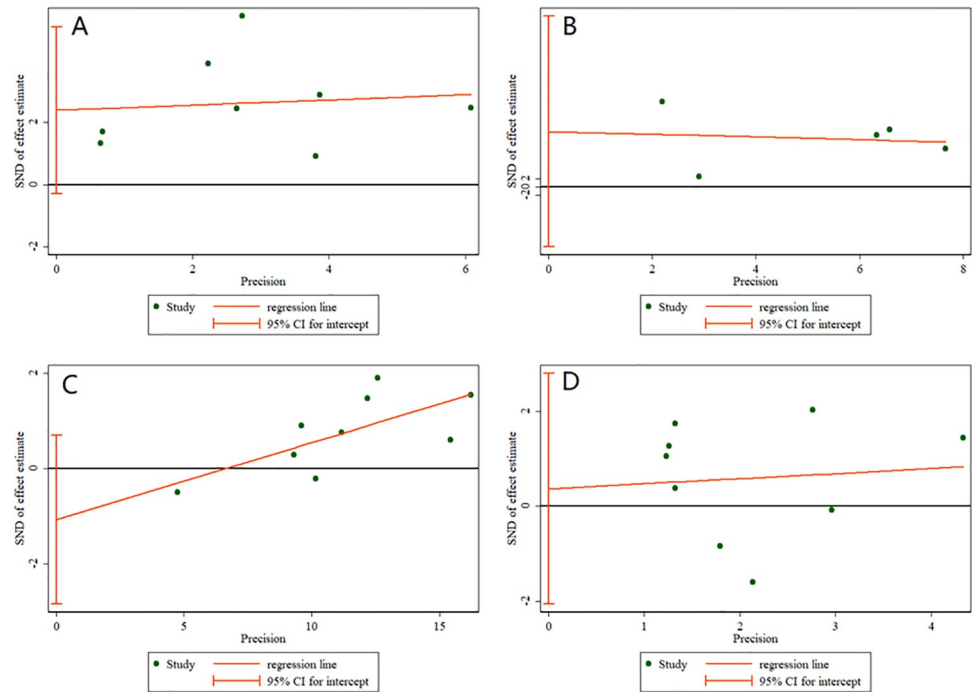 A
SND of effect estimate
2
0
-2
0
2
4
6
Precision
Study
regression line
95% CI for intercept
B
SND of effect estimate
-202
0
2
4
6
8
Precision
Study
regression line
95% CI for intercept
C
SND of effect estimate
2
0
-2
0
5
10
15
Precision
Study
regression line
95% CI for intercept
D
SND of effect estimate
2
0
-2
0
1
2
3
4
Precision
Study
regression line
95% CI for intercept